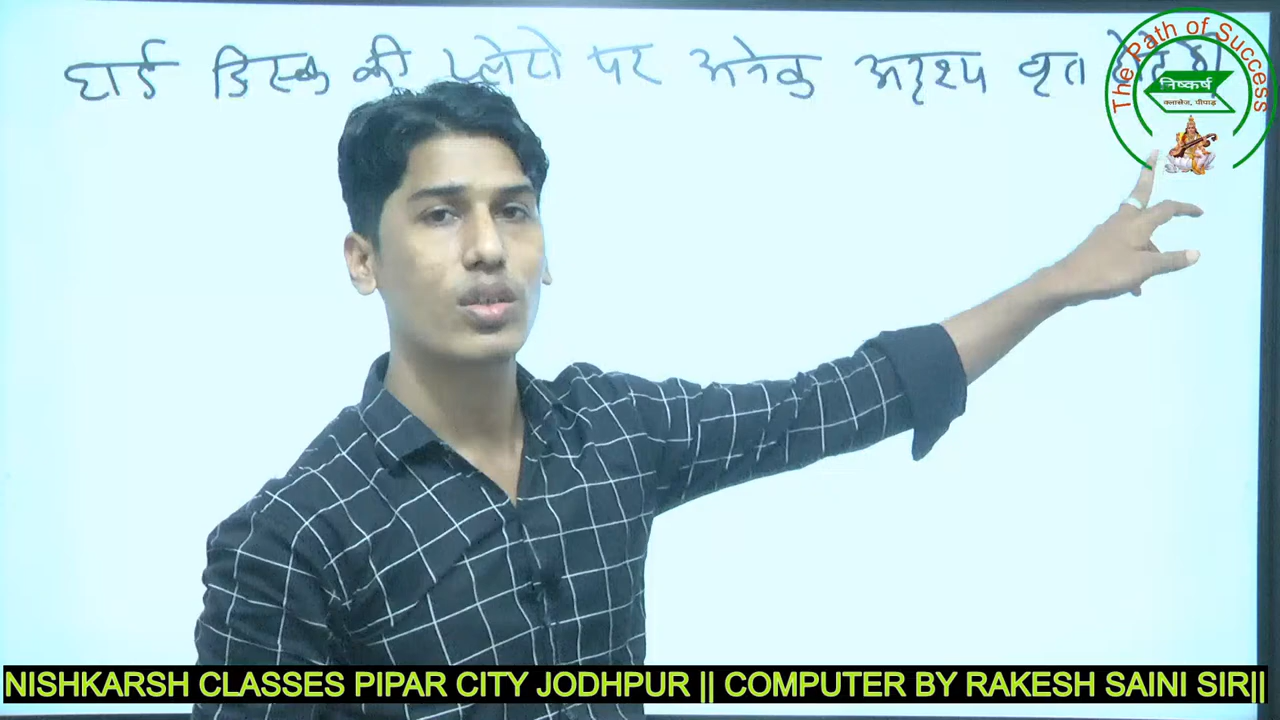 हार्ड डिस्क की प्लेटो पर अनेक अदृश्य वृत होते है
The Path of Success
निष्कर्ष
क्लासेज, पीपाड़
NISHKARSH CLASSES PIPAR CITY JODHPUR || COMPUTER BY RAKESH SAINI SIR||